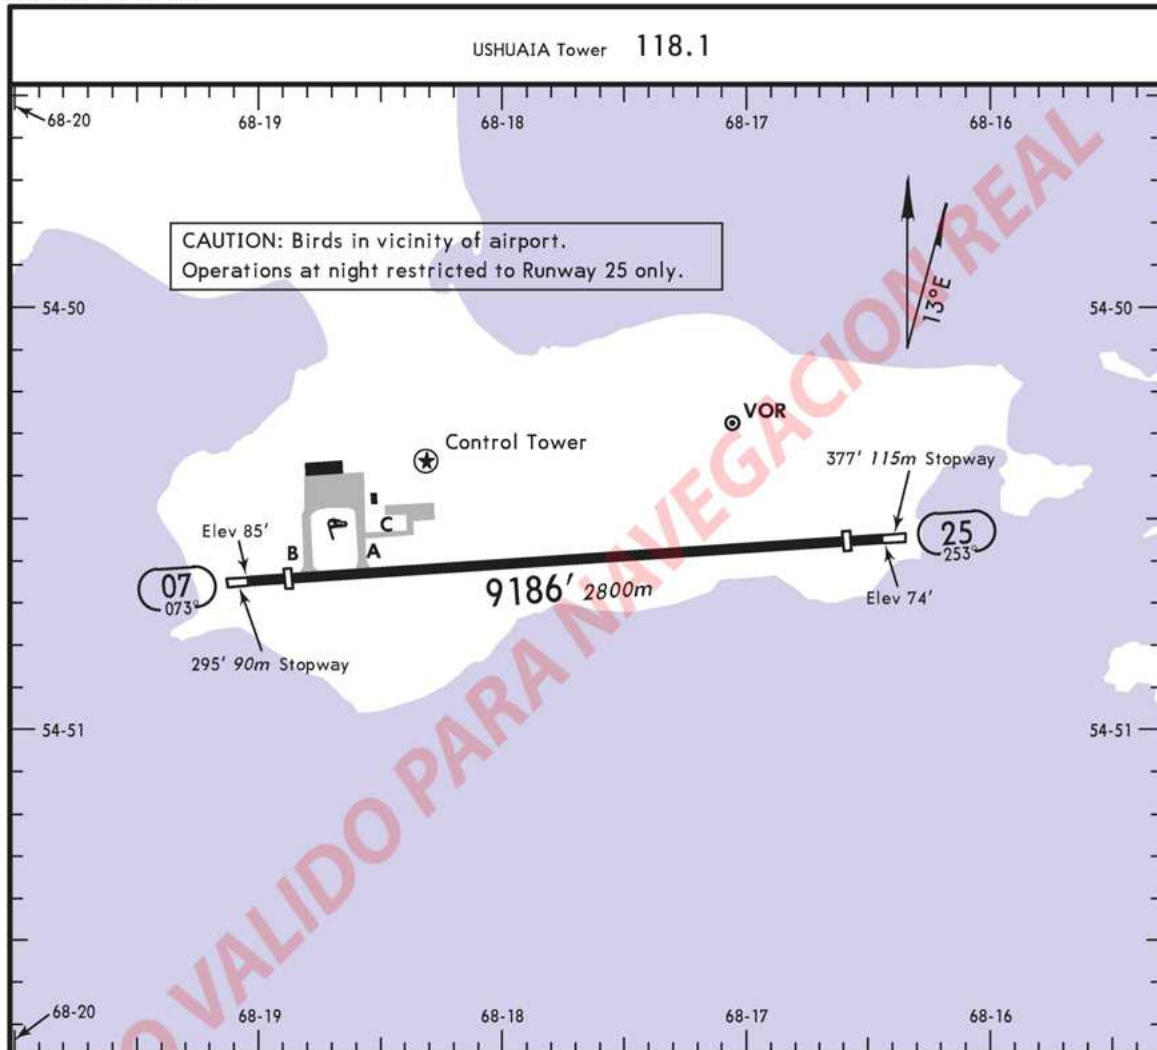 USHUAIA Tower 118.1
68-20
68-19
68-18
68-17
68-16
CAUTION: Birds in vicinity of airport.
Operations at night restricted to Runway 25 only.
13°E
54-50
54-50
VOR
Control Tower
377' 115m Stopway
Elev 85'
C
B
A
25
253°
07
073°
9186' 2800m
Elev 74'
295' 90m Stopway
54-51
54-51
VALIDO PARA NAVEGACION REAL
68-20
68-19
68-18
68-17
68-16